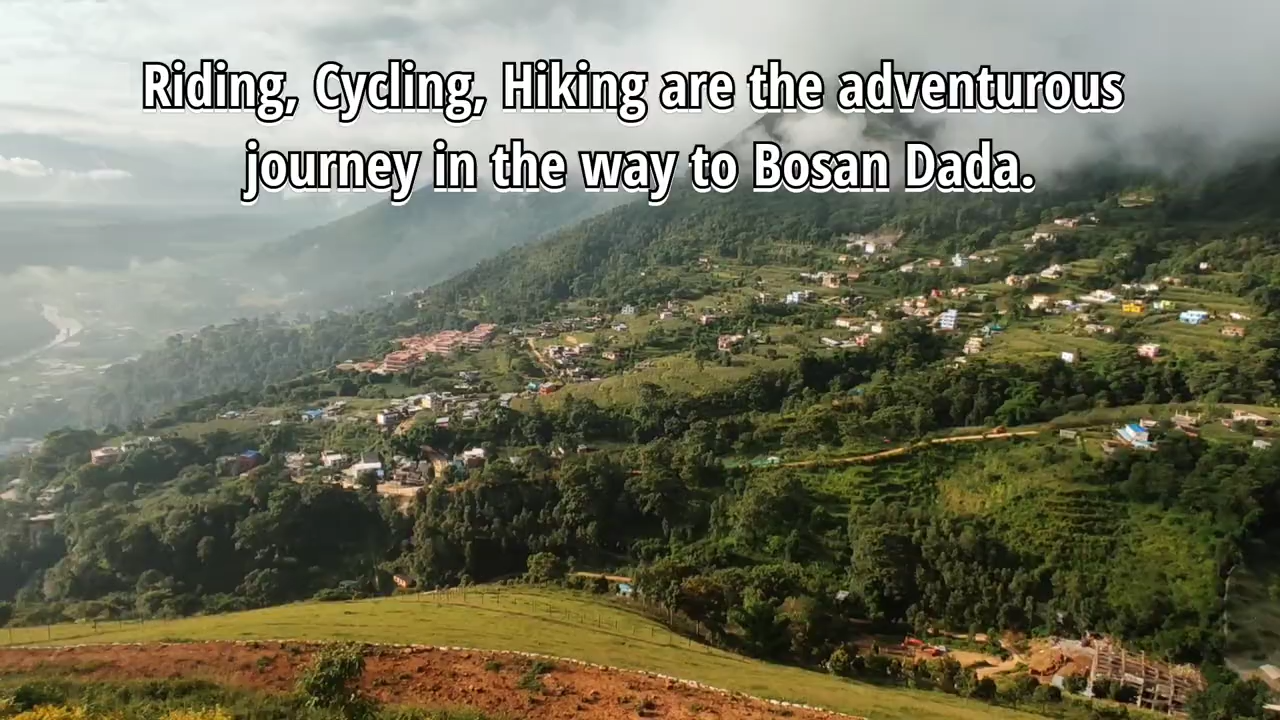 Riding, Cycling, Hiking are the adventurous
journey in the way to Bosan Dada.